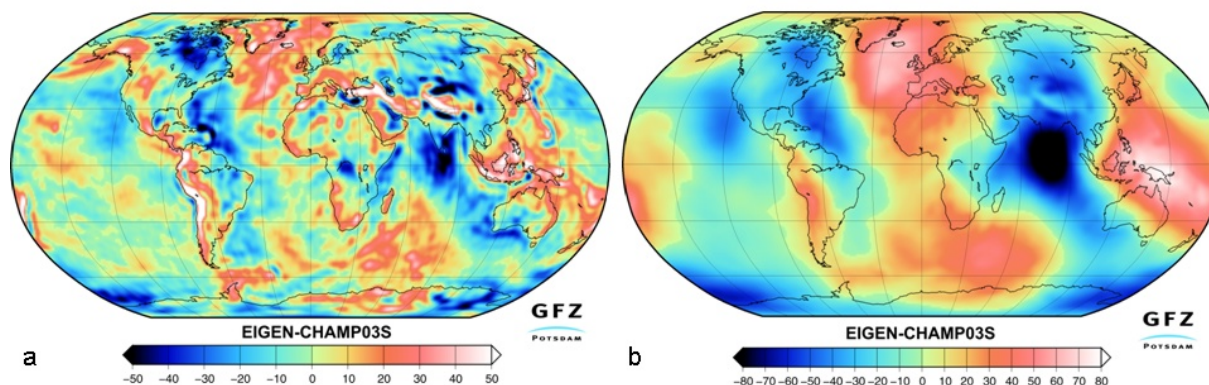 EIGEN-CHAMP03S
GFZ
POTSDAM
a
−50 −40 −30 −20 −10 0 10 20 30 40 50
EIGEN-CHAMP03S
GFZ
POTSDAM
b
−80 −70 −60 −50 −40 −30 −20 −10 0 10 20 30 40 50 60 70 80